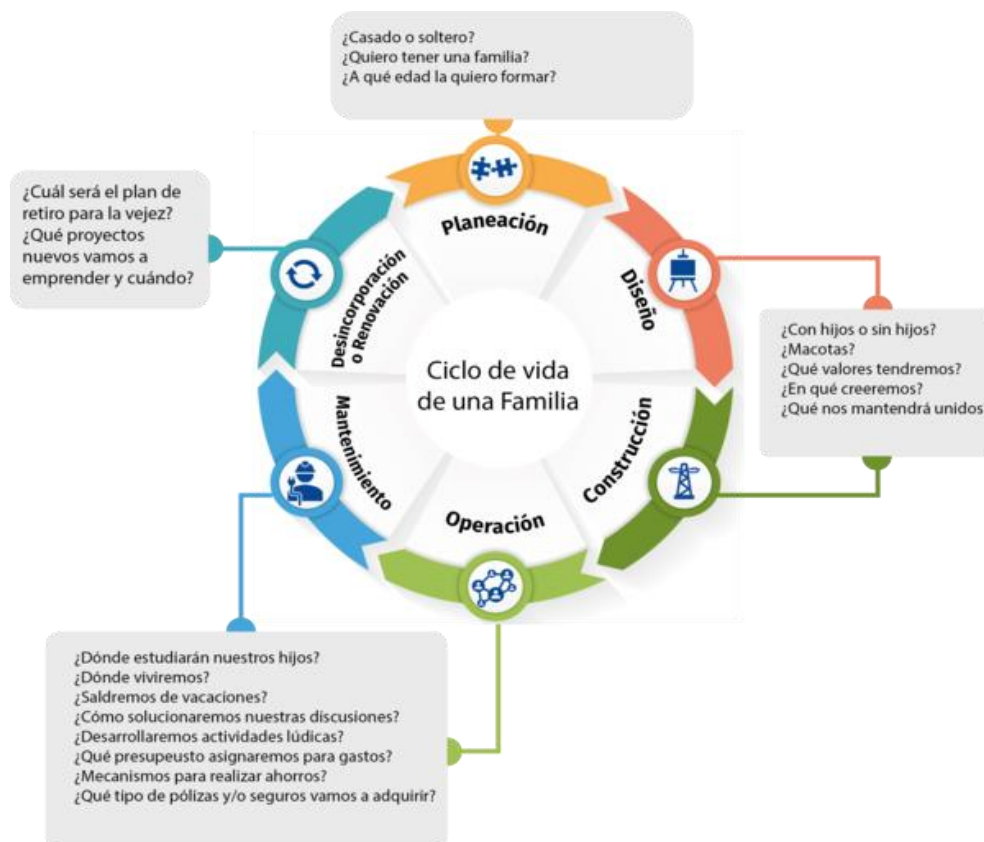 ¿Casado o soltero?
¿Quiero tener una familia?
¿A qué edad la quiero formar?
¿Cuál será el plan de
retiro para la vejez?
¿Qué proyectos
nuevos vamos a
emprender y cuándo?
Planeación
Diseño
Desincorporación
o Renovación
Ciclo de vida
de una Familia
¿Con hijos o sin hijos?
¿Macotas?
¿Qué valores tendremos?
¿En qué creeremos?
¿Qué nos mantendrá unidos
Mantenimiento
Construcción
Operación
¿Dónde estudiarán nuestros hijos?
¿Dónde viviremos?
¿Saldremos de vacaciones?
¿Cómo solucionaremos nuestras discusiones?
¿Desarrollaremos actividades lúdicas?
¿Qué presupeusto asignaremos para gastos?
¿Mecanismos para realizar ahorros?
¿Qué tipo de pólizas y/o seguros vamos a adquirir?